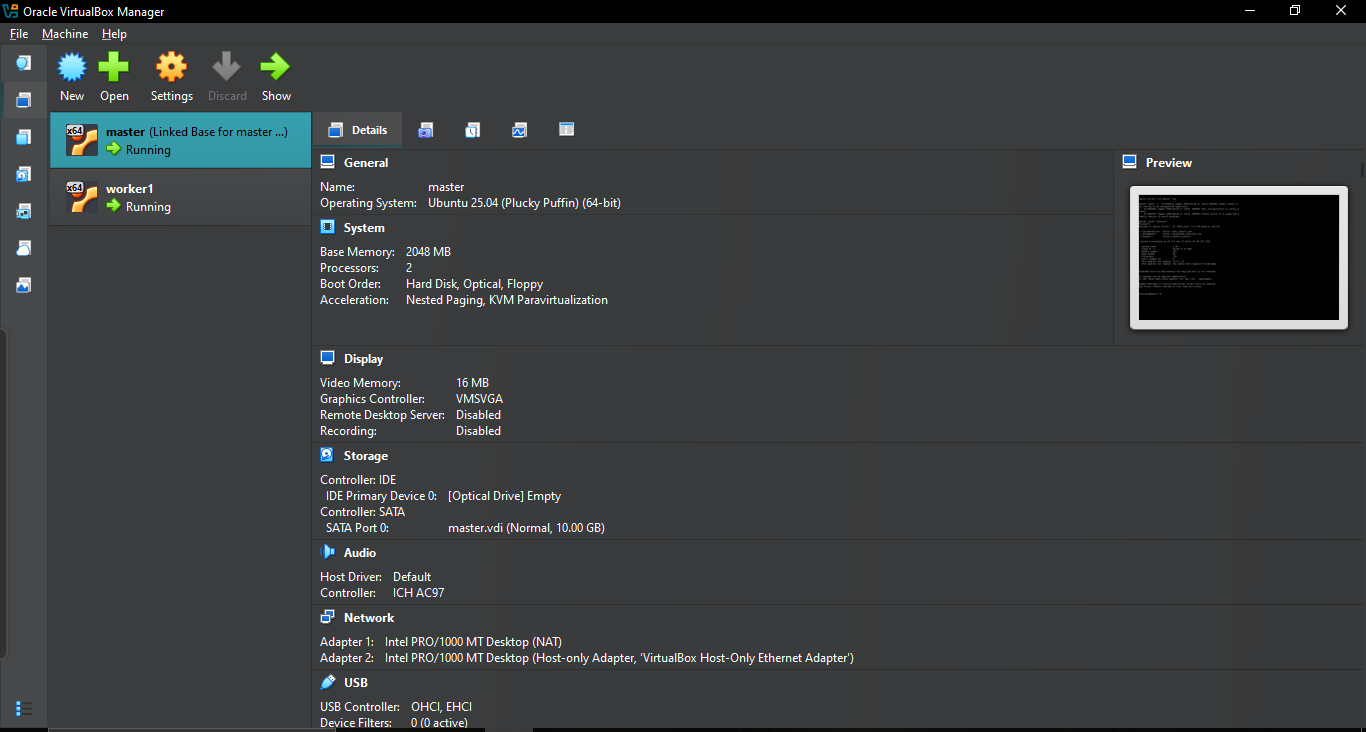 Oracle VirtualBox Manager
File Machine Help
New Open Settings Discard Show
master (Linked Base for master ...)
Running
worker1
Running
x64
x64
Details
General
Name: master
Operating System: Ubuntu 25.04 (Plucky Puffin) (64-bit)
System
Base Memory: 2048 MB
Processors: 2
Boot Order: Hard Disk, Optical, Floppy
Acceleration: Nested Paging, KVM Paravirtualization
Preview
Display
Video Memory: 16 MB
Graphics Controller: VMSVGA
Remote Desktop Server: Disabled
Recording: Disabled
Storage
Controller: IDE
IDE Primary Device 0: [Optical Drive] Empty
Controller: SATA
SATA Port 0: master.vdi (Normal, 10.00 GB)
Audio
Host Driver: Default
Controller: ICH AC97
Network
Adapter 1: Intel PRO/1000 MT Desktop (NAT)
Adapter 2: Intel PRO/1000 MT Desktop (Host-only Adapter, 'VirtualBox Host-Only Ethernet Adapter')
USB
USB Controller: OHCI, EHCI
Device Filters: 0 (0 active)